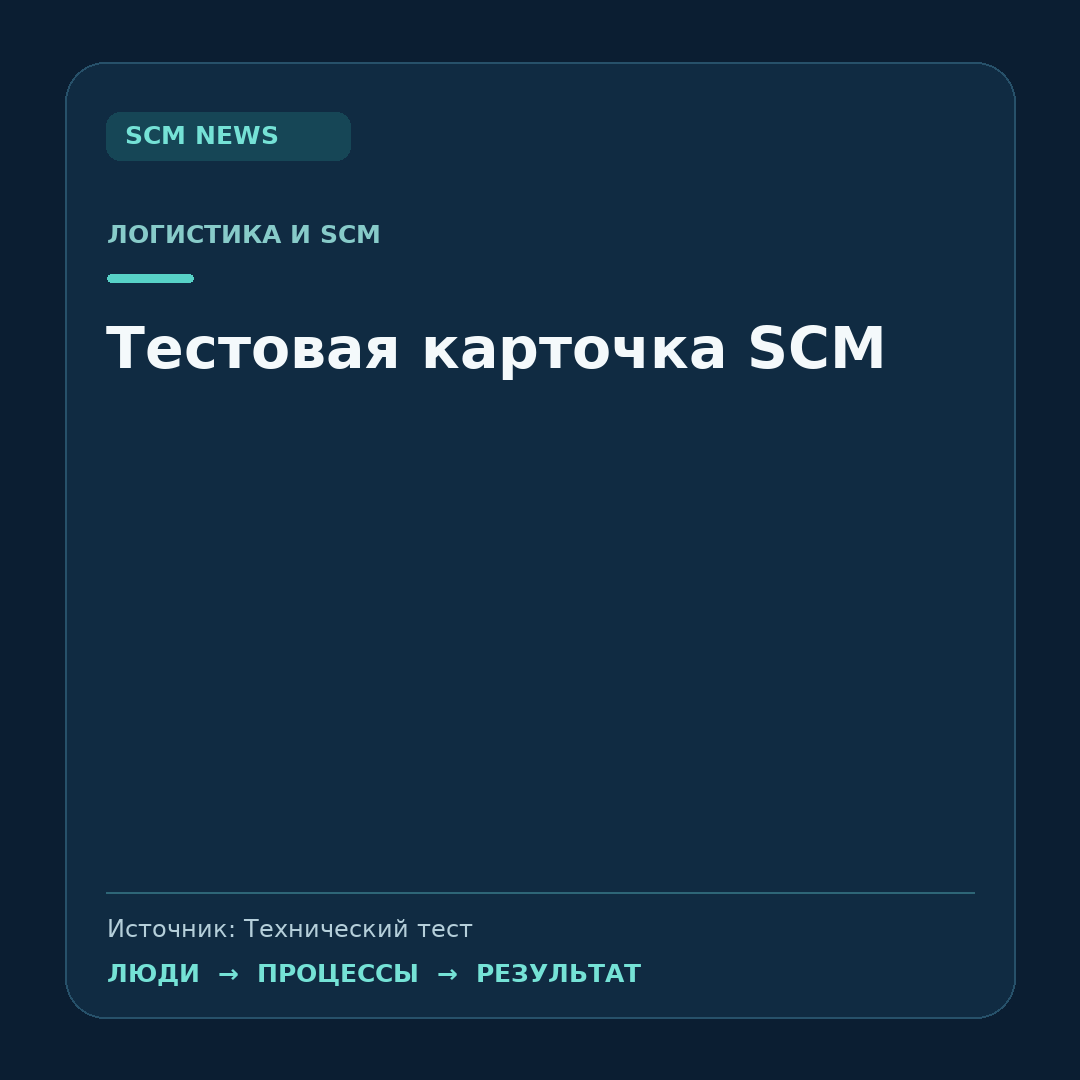 SCM NEWS
ЛОГИСТИКА И SCM
Тестовая карточка SCM
Источник: Технический тест
ЛЮДИ → ПРОЦЕССЫ → РЕЗУЛЬТАТ